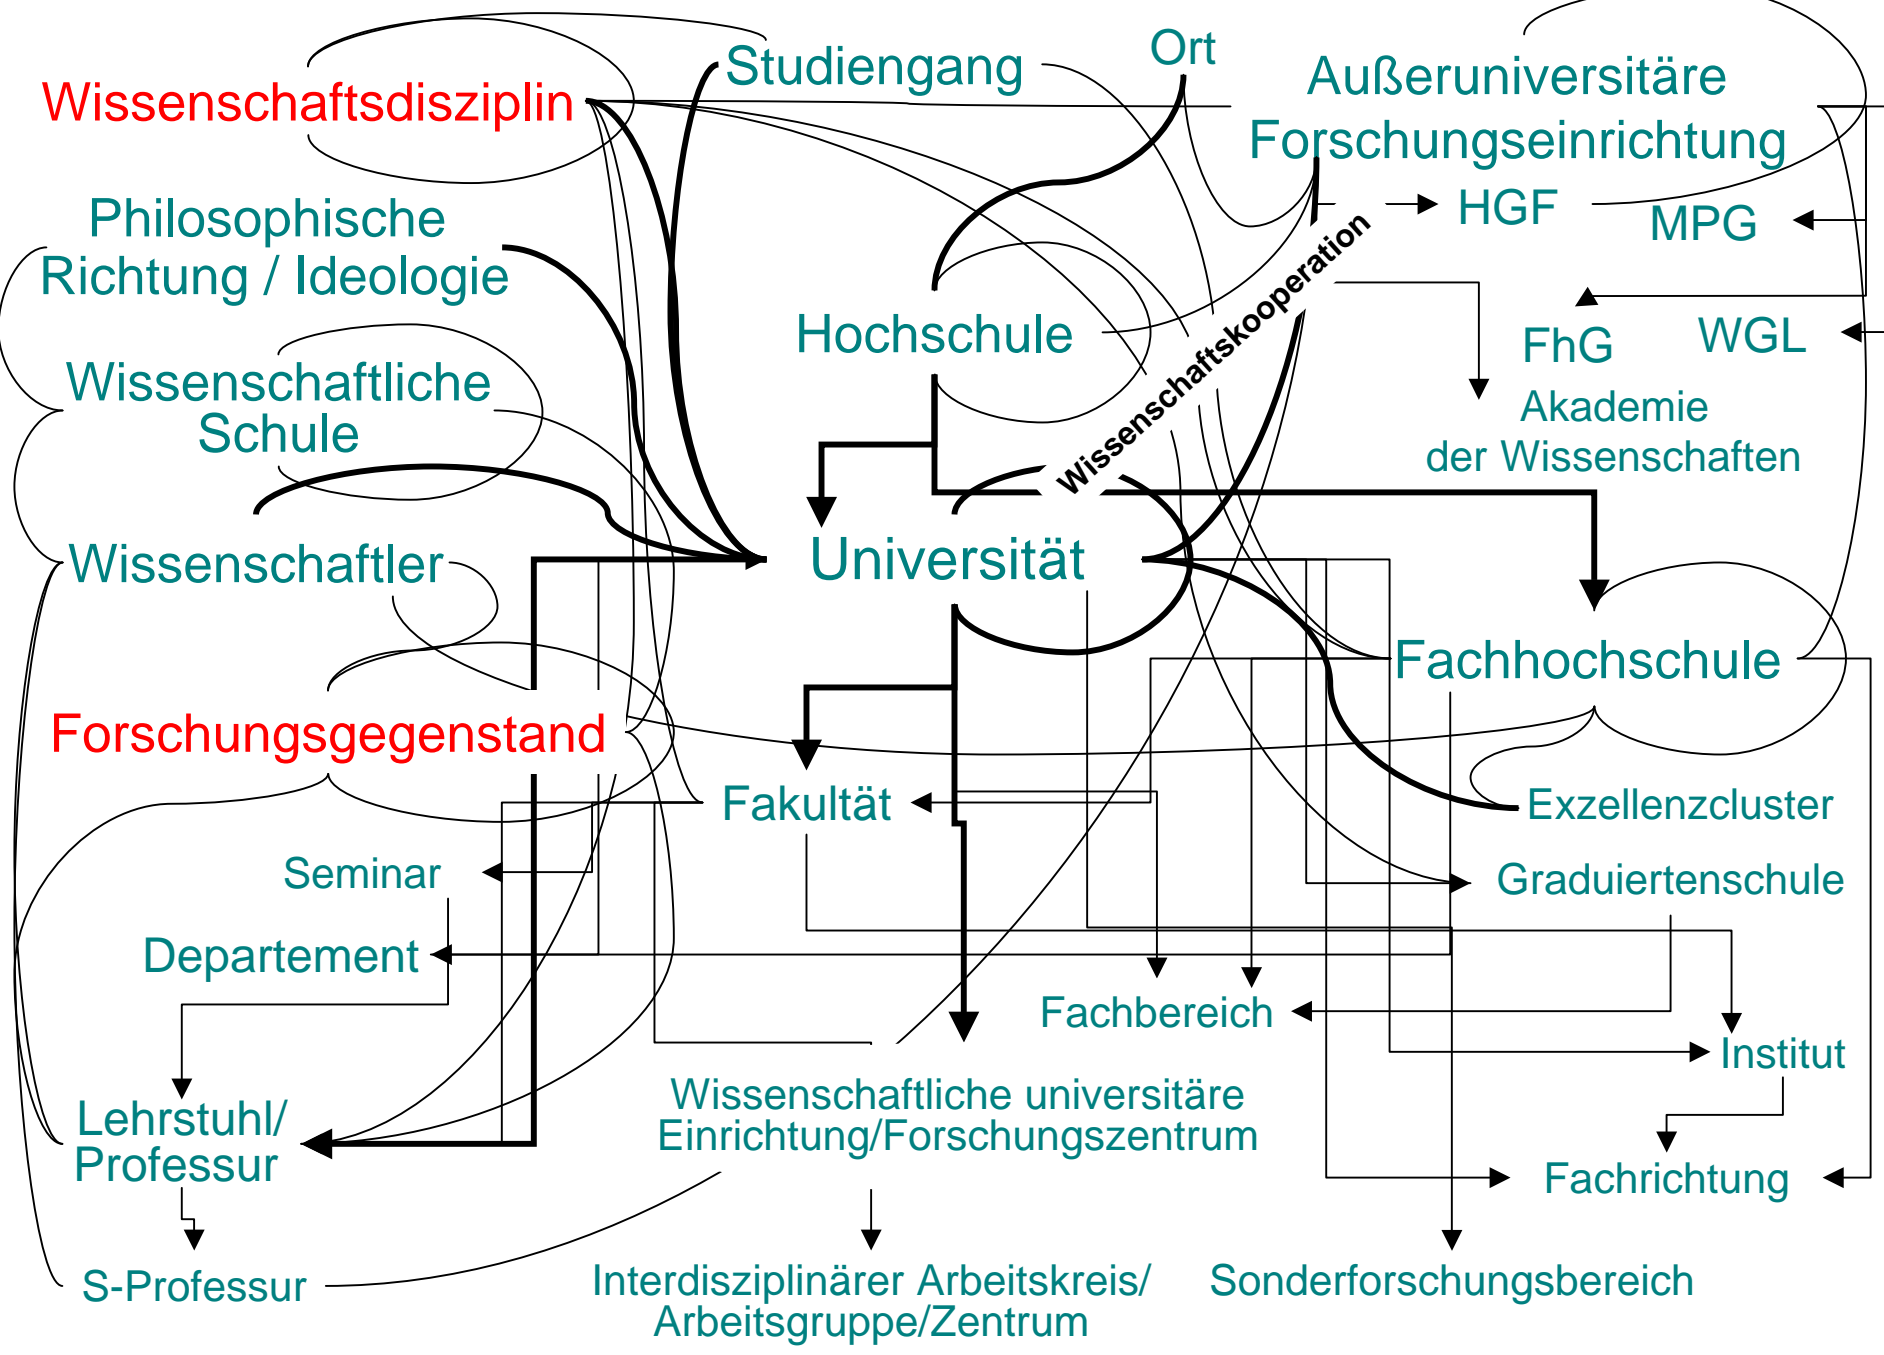 Studiengang
Ort
Außeruniversitäre
Forschungseinrichtung
Wissenschaftsdisziplin
HGF
MPG
Philosophische
Richtung / Ideologie
Wissenschaftskooperation
Hochschule
FhG
WGL
Wissenschaftliche
Schule
Akademie
der Wissenschaften
Wissenschaftler
Universität
Fachhochschule
Forschungsgegenstand
Fakultät
Exzellenzcluster
Seminar
Graduiertenschule
Departement
Fachbereich
Institut
Lehrstuhl/
Professur
Wissenschaftliche universitäre
Einrichtung/Forschungszentrum
Fachrichtung
S-Professur
Interdisziplinärer Arbeitskreis/
Arbeitsgruppe/Zentrum
Sonderforschungsbereich